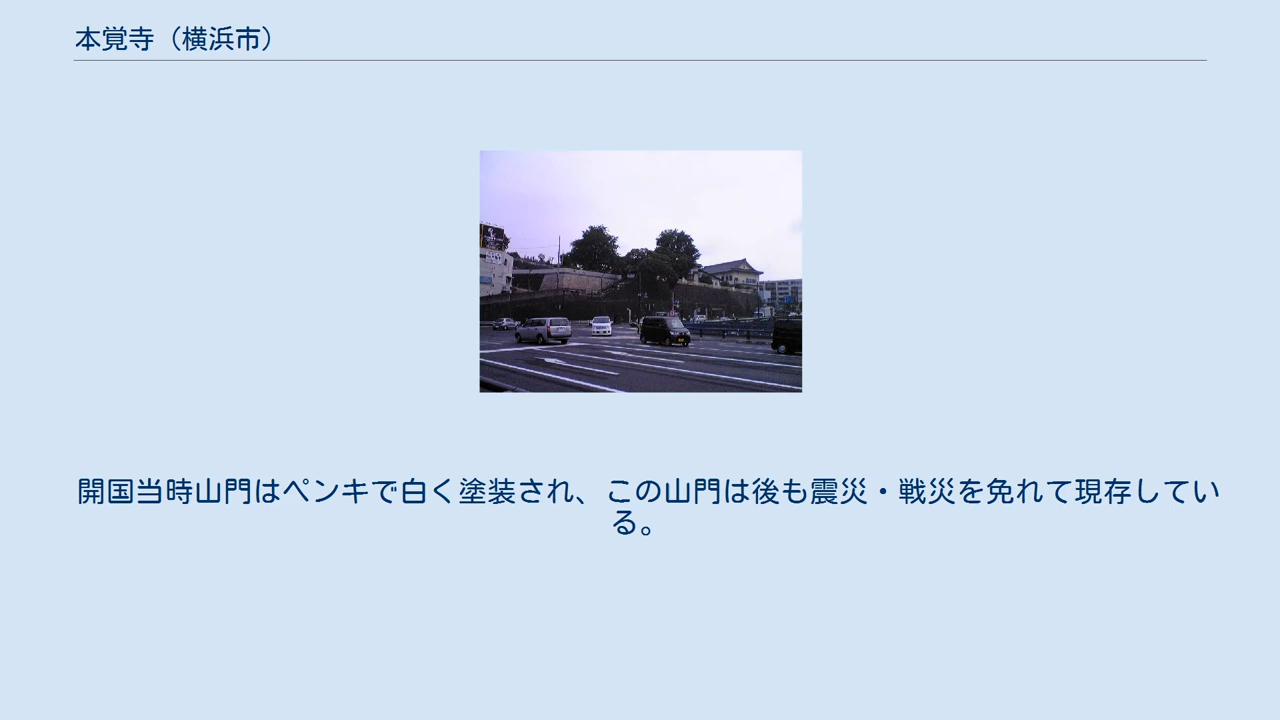 本覚寺（横浜市）
開国当時山門はペンキで白く塗装され、この山門は後も震災・戦災を免れて現存してい
る。